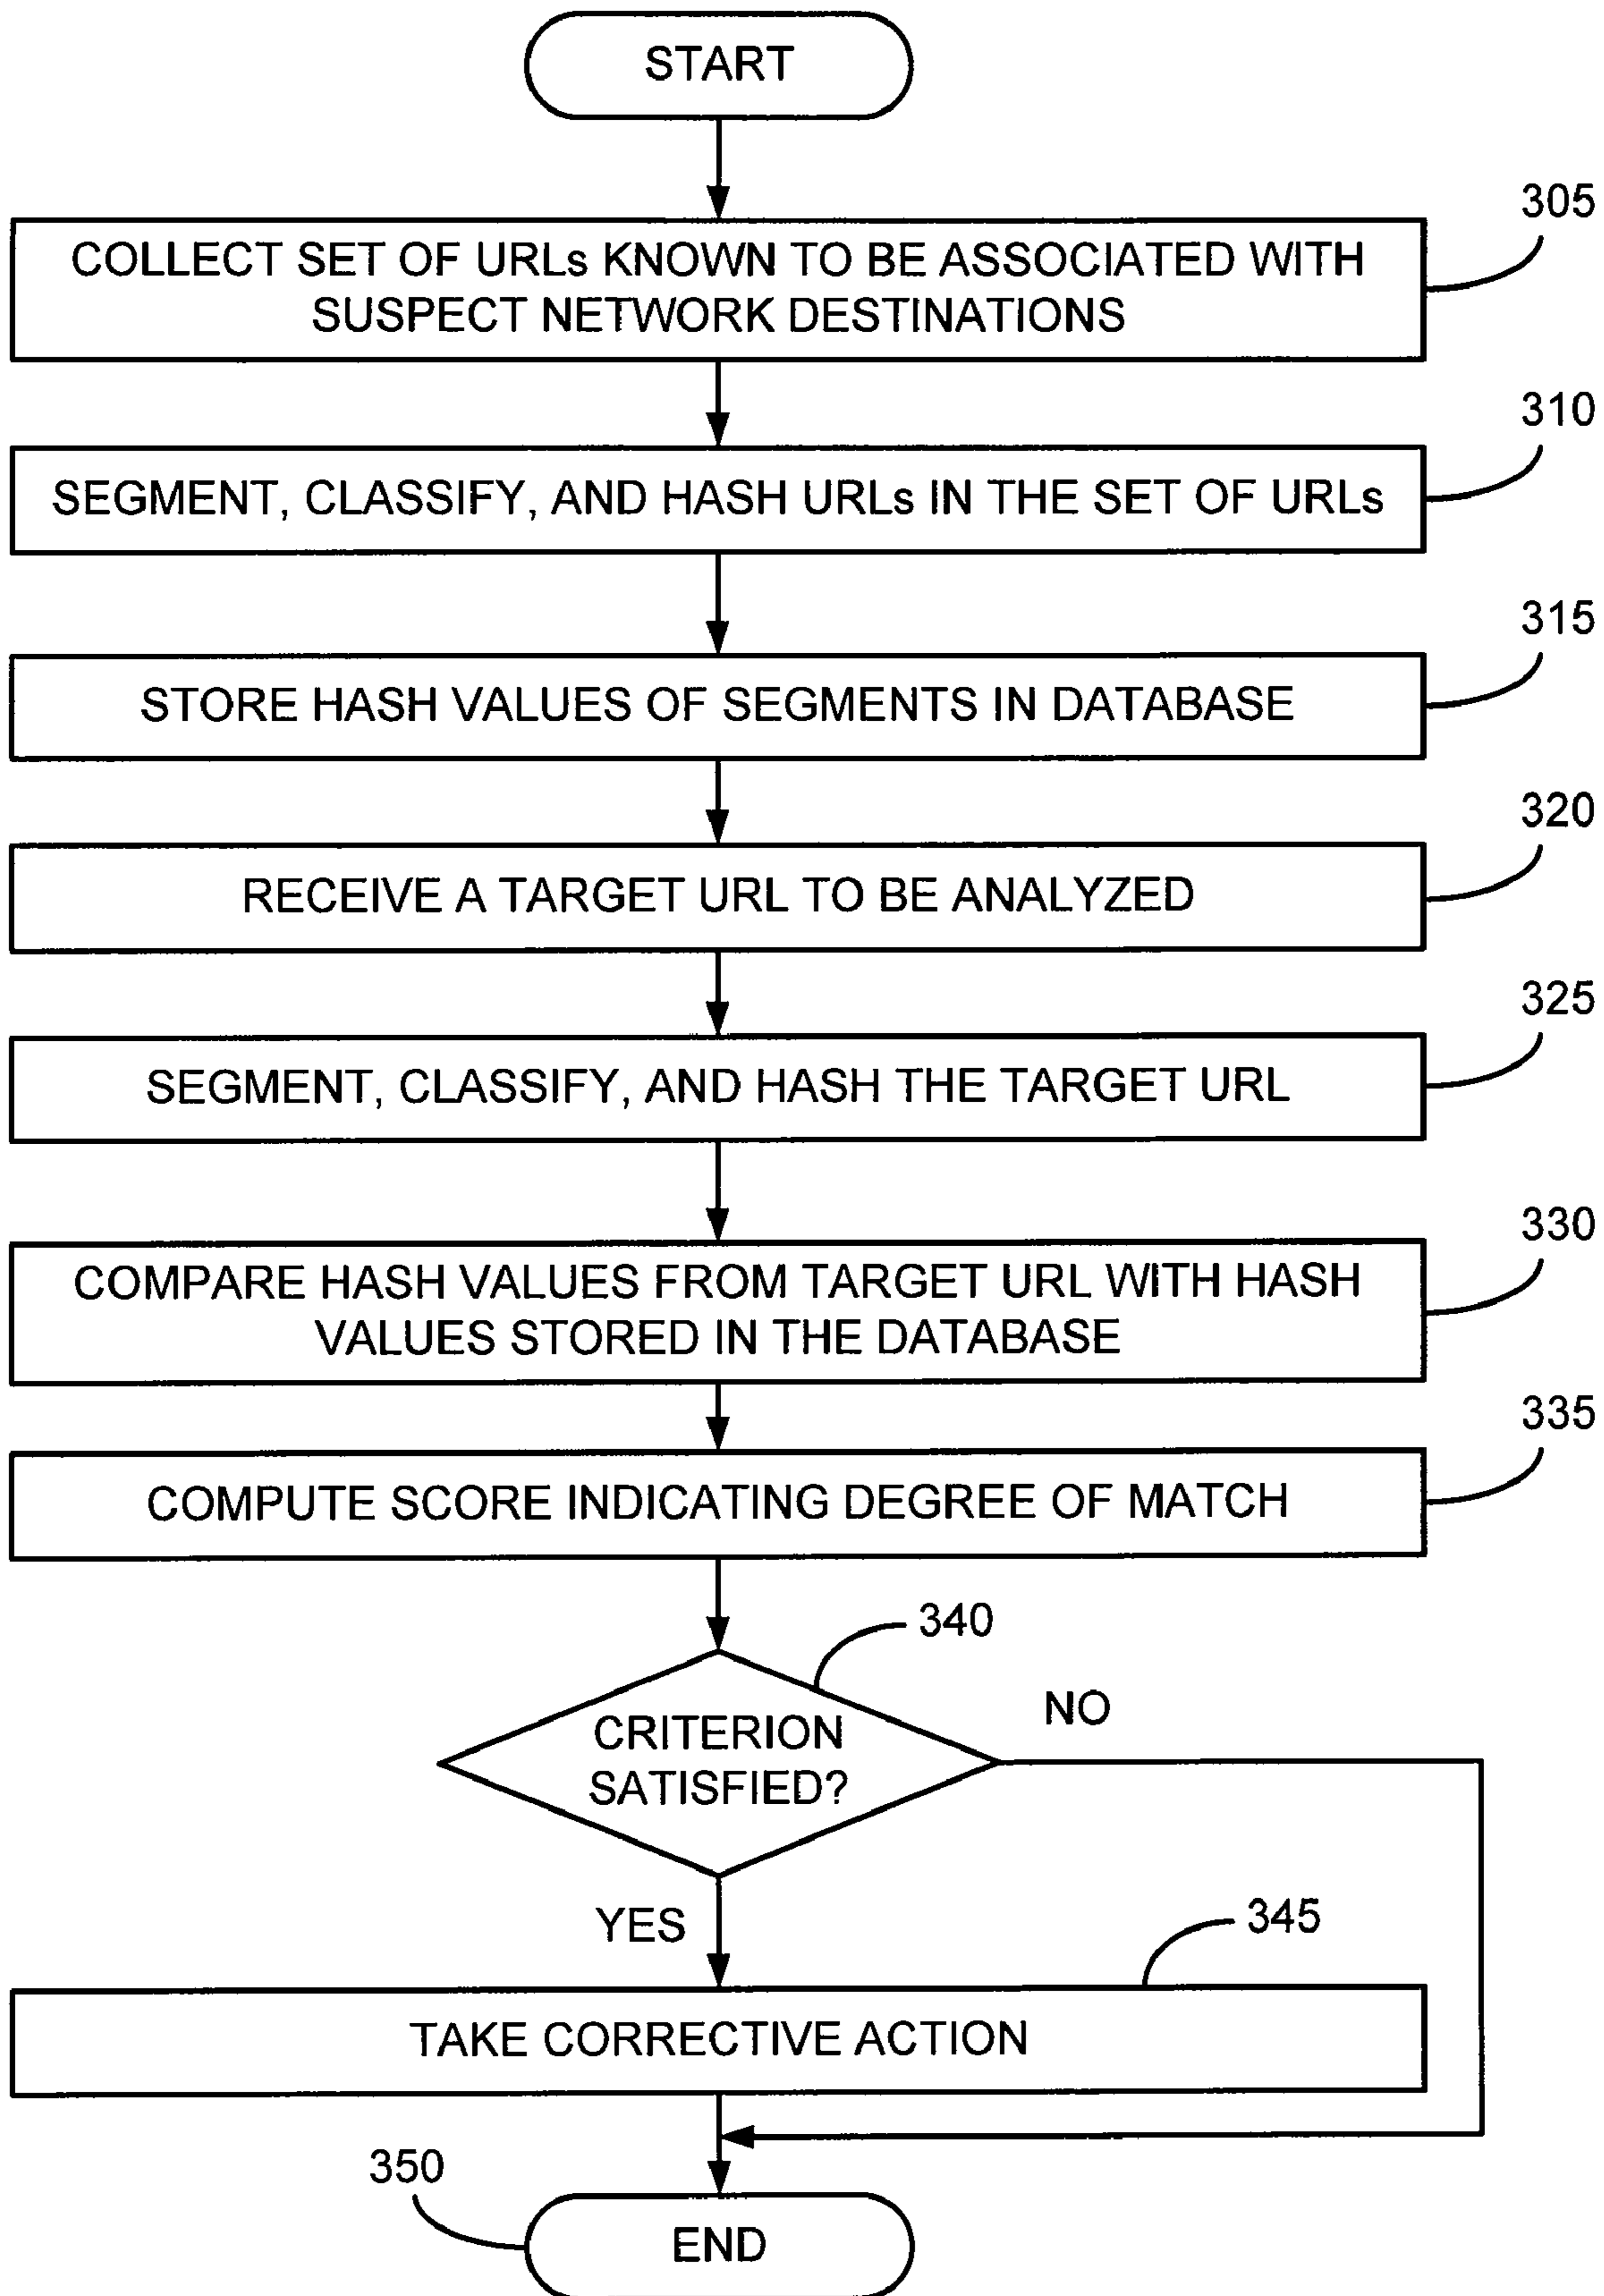 START
305
COLLECT SET OF URLs KNOWN TO BE ASSOCIATED WITH
SUSPECT NETWORK DESTINATIONS
310
SEGMENT, CLASSIFY, AND HASH URLs IN THE SET OF URLs
315
STORE HASH VALUES OF SEGMENTS IN DATABASE
320
RECEIVE A TARGET URL TO BE ANALYZED
325
SEGMENT, CLASSIFY, AND HASH THE TARGET URL
330
COMPARE HASH VALUES FROM TARGET URL WITH HASH
VALUES STORED IN THE DATABASE
335
COMPUTE SCORE INDICATING DEGREE OF MATCH
340
NO
CRITERION
SATISFIED?
YES
345
TAKE CORRECTIVE ACTION
350
END